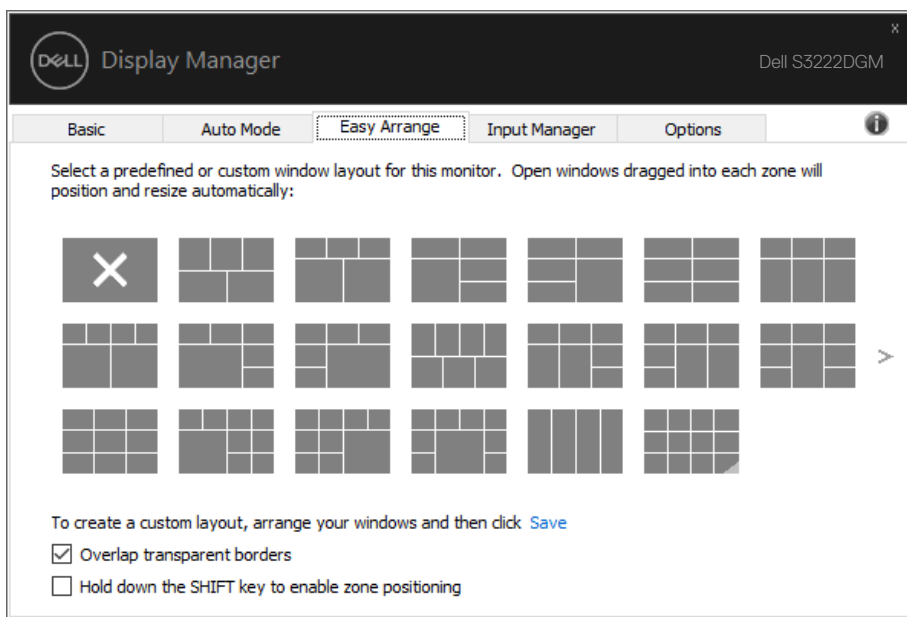 x
DELL Display Manager
Dell S3222DGM
Basic Auto Mode Easy Arrange Input Manager Options
Select a predefined or custom window layout for this monitor. Open windows dragged into each zone will
position and resize automatically:
>
To create a custom layout, arrange your windows and then click Save
Overlap transparent borders
Hold down the SHIFT key to enable zone positioning